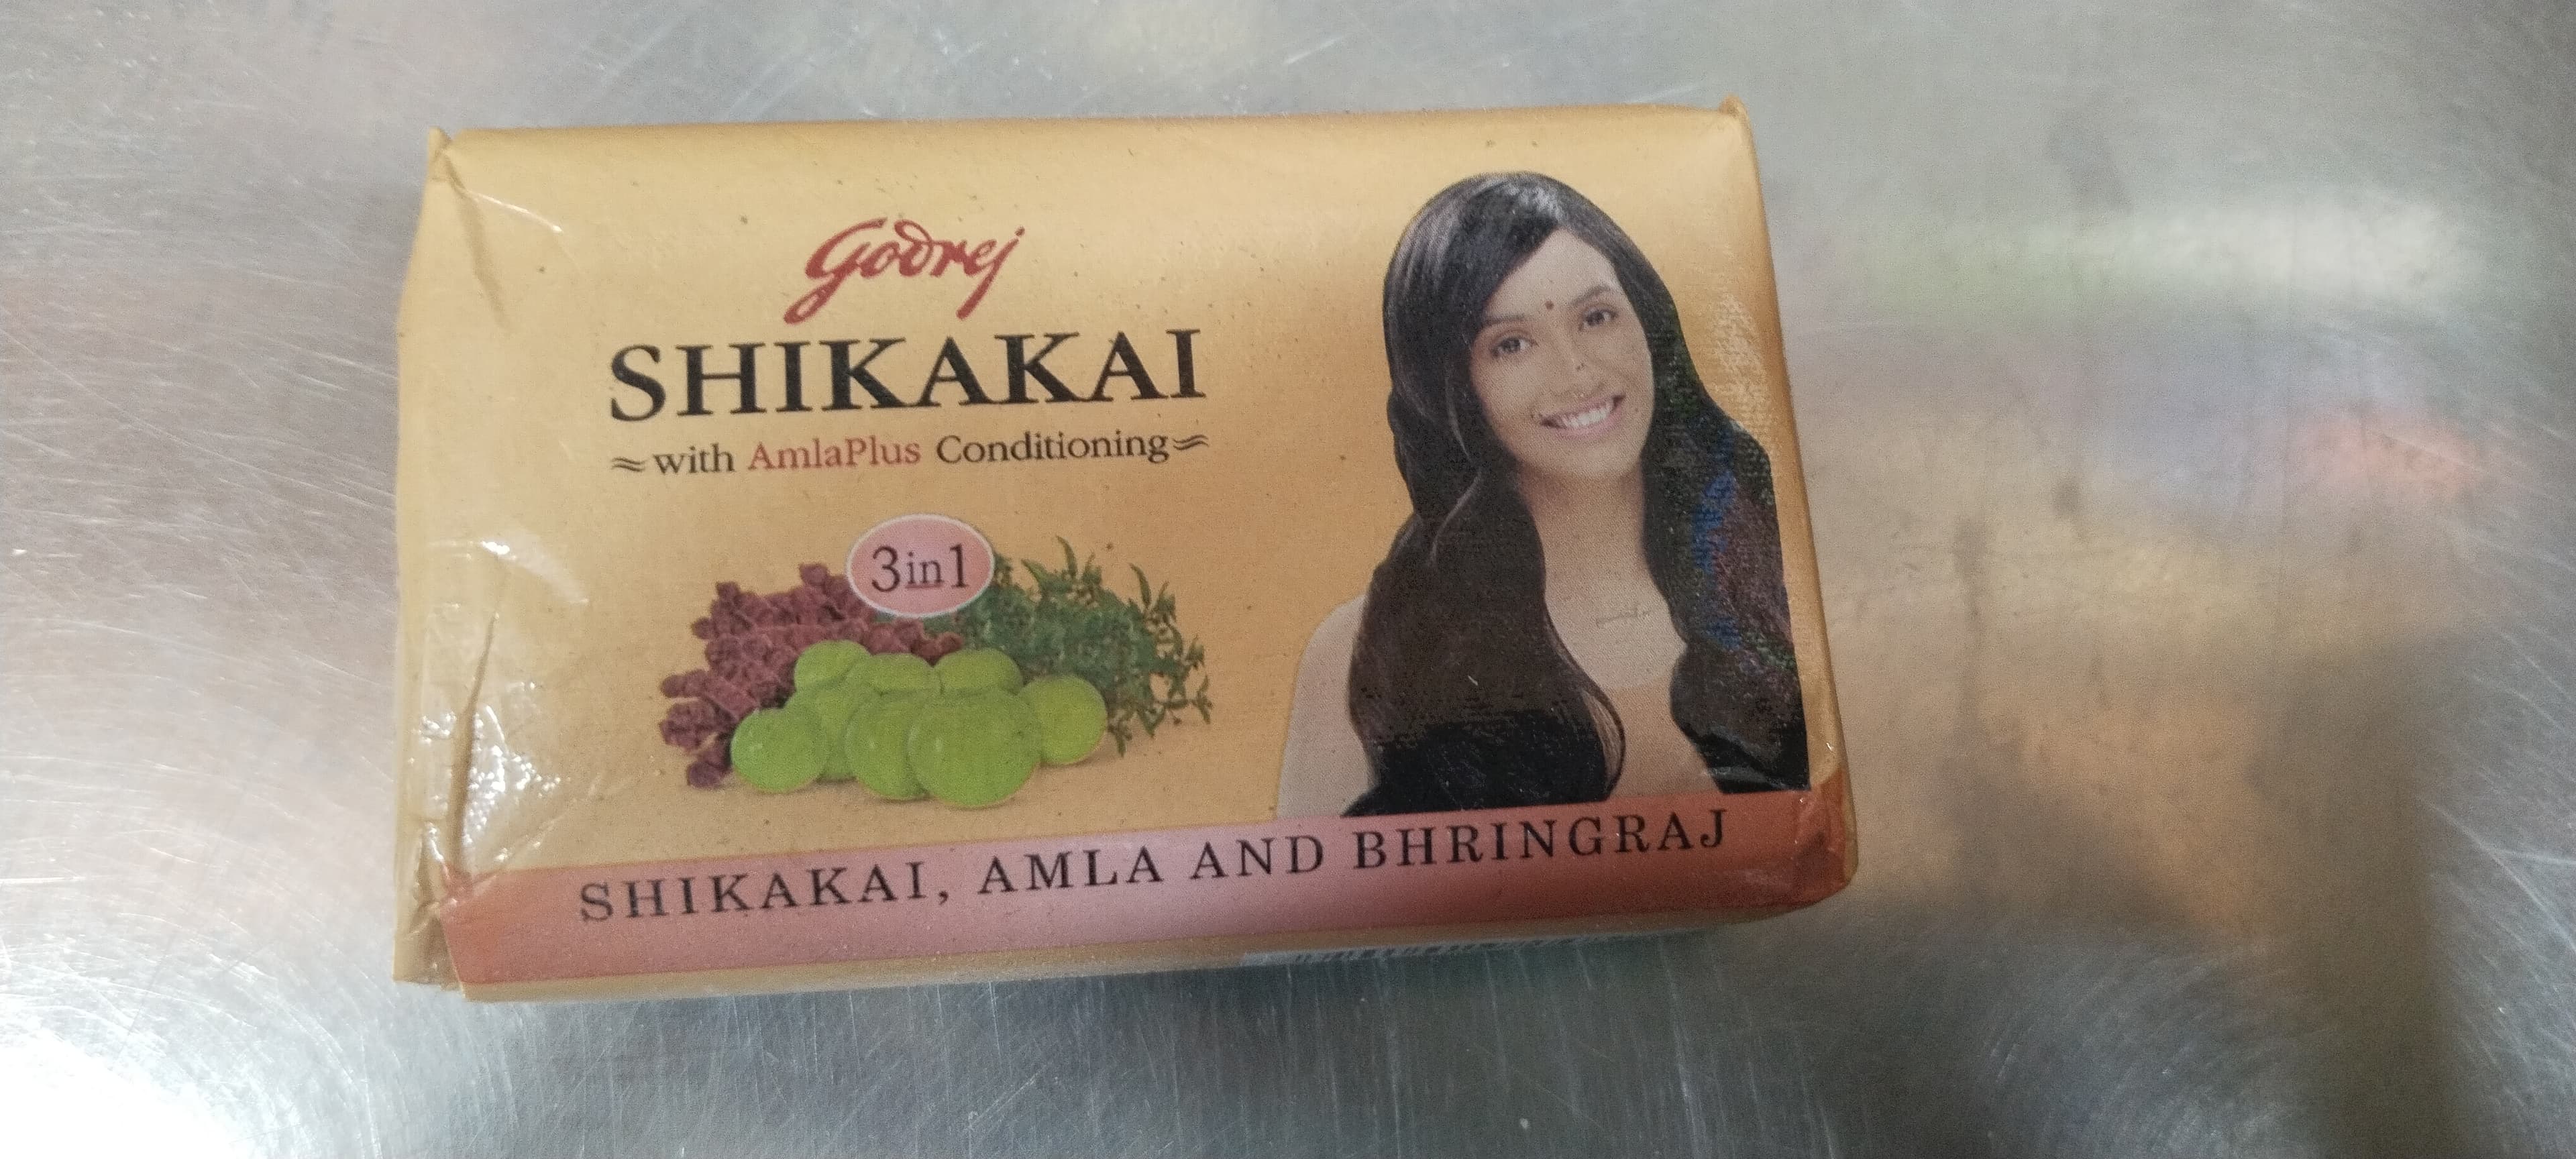 Godrej
SHIKAKAI
with AmlaPlus Conditioning
3in1
SHIKAKAI, AMLA AND BHRINGRAJ